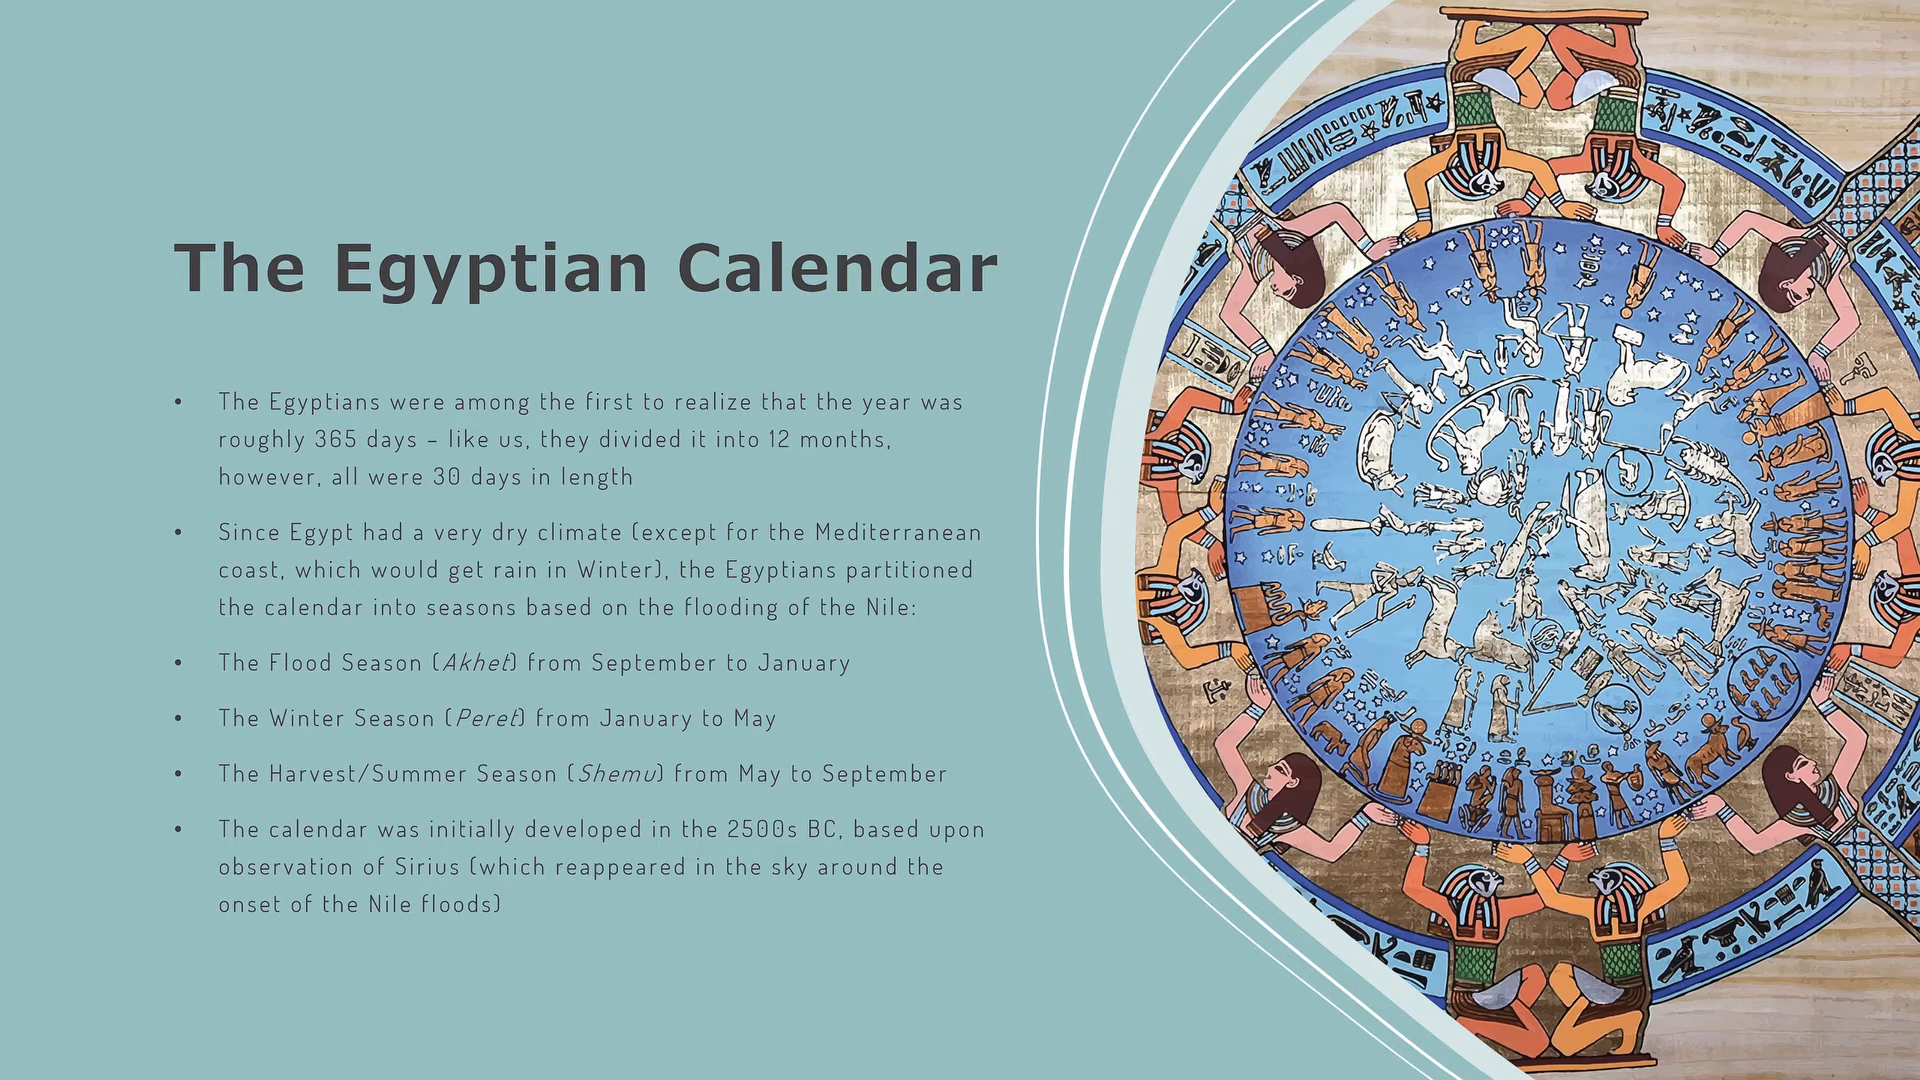 The Egyptian Calendar
• The Egyptians were among the first to realize that the year was
roughly 365 days – like us, they divided it into 12 months,
however, all were 30 days in length
• Since Egypt had a very dry climate (except for the Mediterranean
coast, which would get rain in Winter), the Egyptians partitioned
the calendar into seasons based on the flooding of the Nile:
• The Flood Season (Akhet) from September to January
• The Winter Season (Peret) from January to May
• The Harvest/Summer Season (Shemu) from May to September
• The calendar was initially developed in the 2500s BC, based upon
observation of Sirius (which reappeared in the sky around the
onset of the Nile floods)